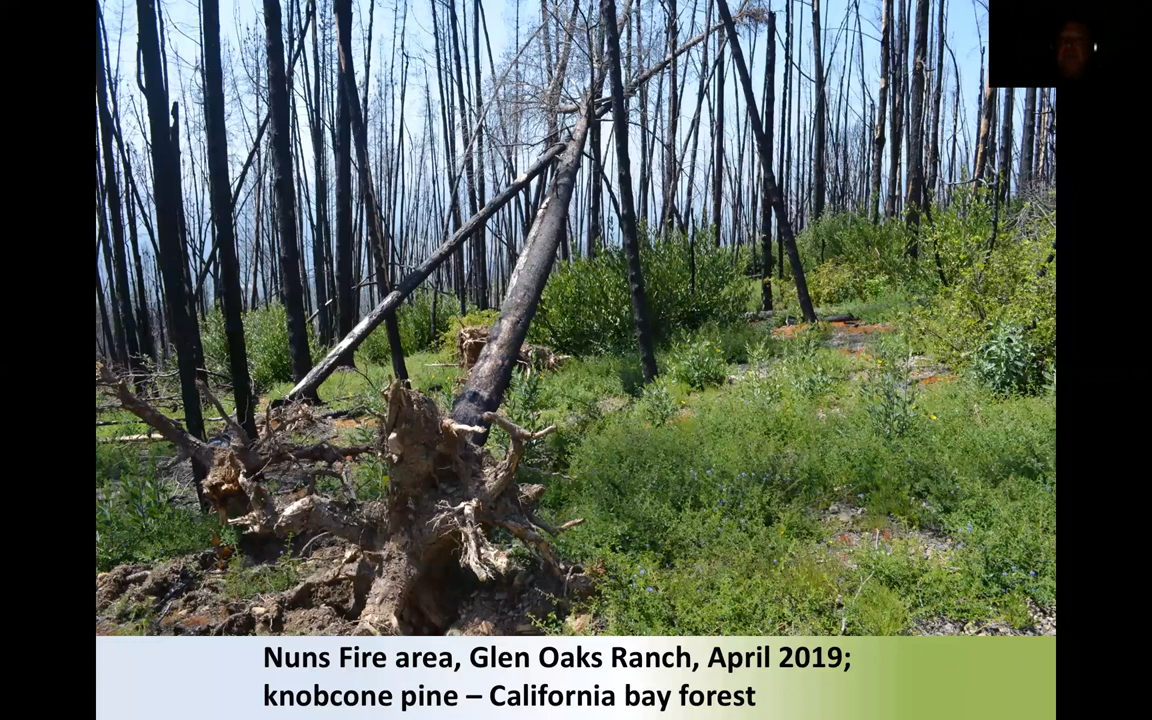 Nuns Fire area, Glen Oaks Ranch, April 2019;
knobcone pine – California bay forest